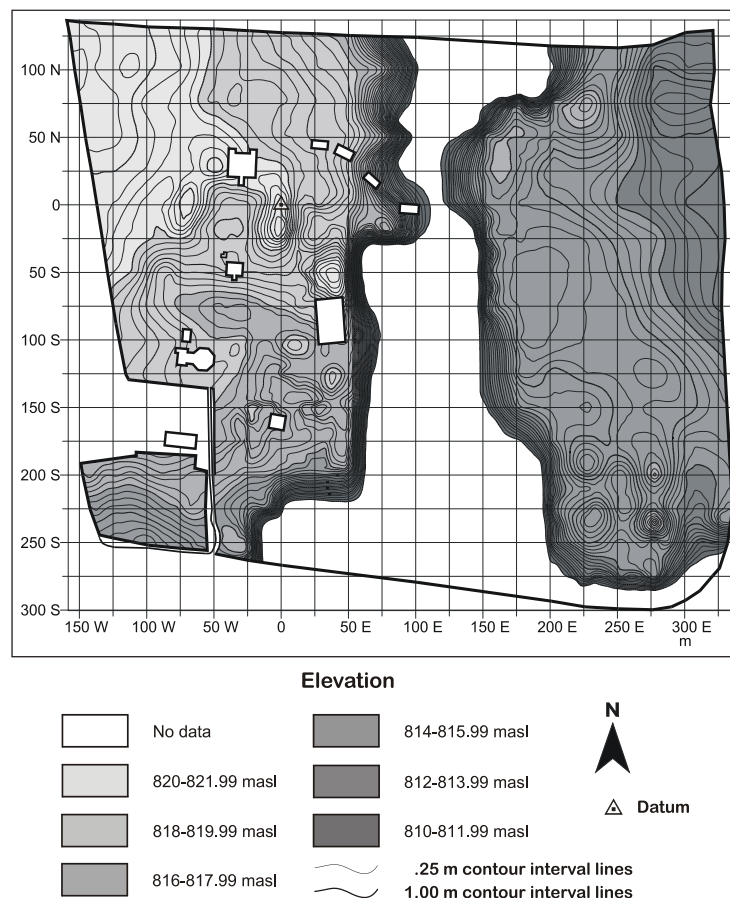 100 N
50 N
0
50 S
100 S
150 S
200 S
250 S
300 S
150 W 100 W 50 W 0 50 E 100 E 150 E 200 E 250 E 300 E
m
Elevation
No data
820-821.99 masl
818-819.99 masl
816-817.99 masl
814-815.99 masl
812-813.99 masl
810-811.99 masl
.25 m contour interval lines
1.00 m contour interval lines
N
Datum